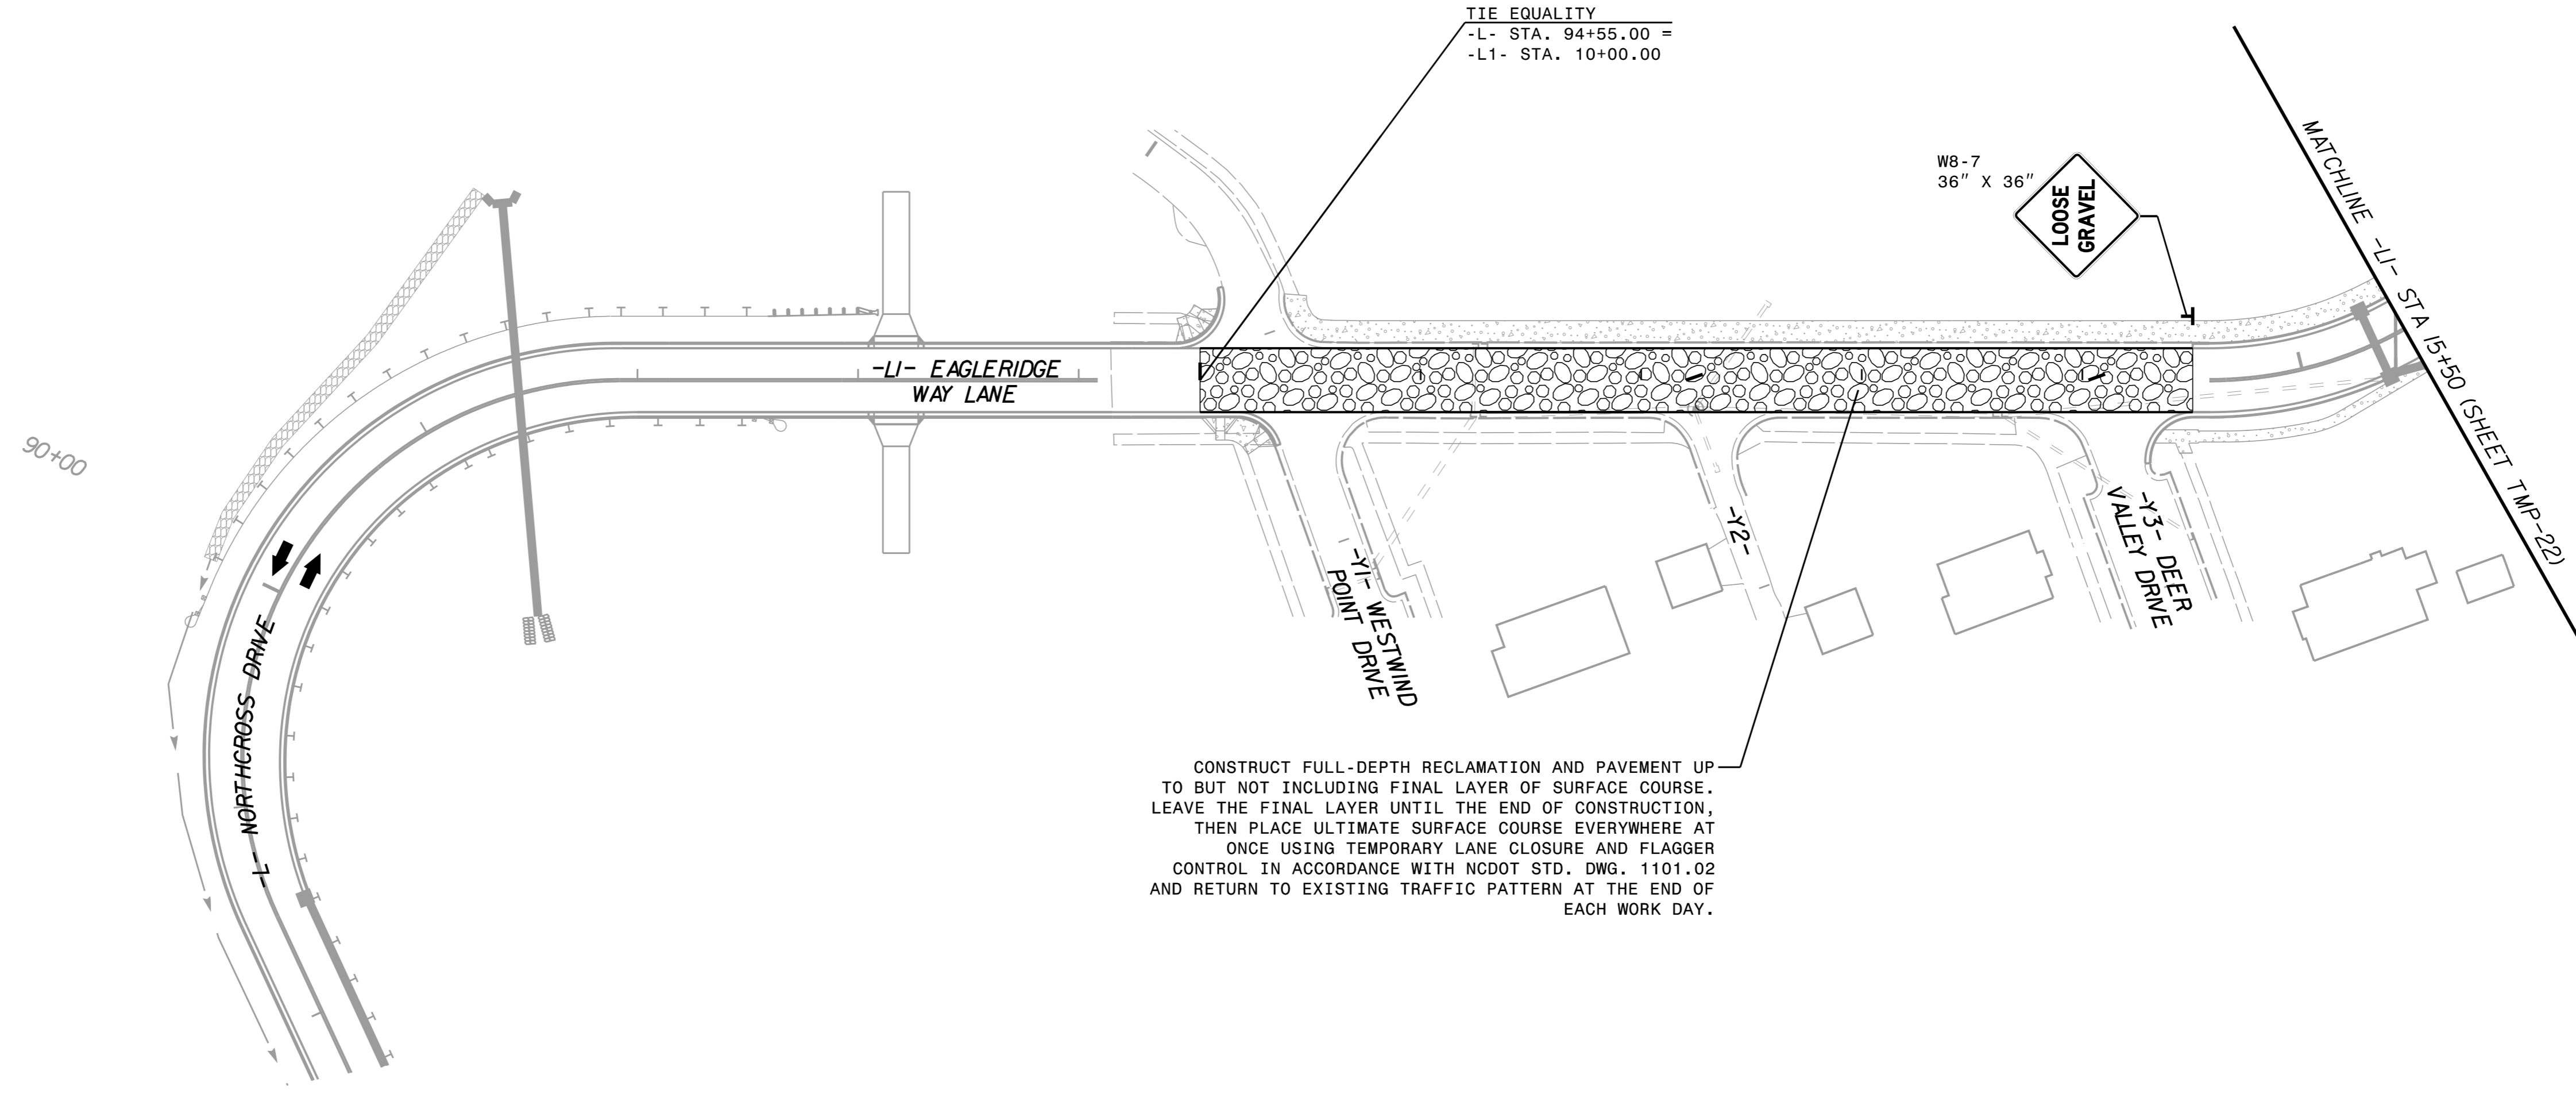 TIE EQUALITY
-L- STA. 94+55.00 =
-L1- STA. 10+00.00
W8-7
36" X 36"
LOOSE
GRAVEL
MATCHLINE -L1- STA 15+50 (SHEET TMP-22)
90+00
-L1- EAGLERIDGE
WAY LANE
-L- NORTHCROSS DRIVE
-Y1- WESTWIND
POINT DRIVE
-Y2-
-Y3- DEER
VALLEY DRIVE
CONSTRUCT FULL-DEPTH RECLAMATION AND PAVEMENT UP
TO BUT NOT INCLUDING FINAL LAYER OF SURFACE COURSE.
LEAVE THE FINAL LAYER UNTIL THE END OF CONSTRUCTION,
THEN PLACE ULTIMATE SURFACE COURSE EVERYWHERE AT
ONCE USING TEMPORARY LANE CLOSURE AND FLAGGER
CONTROL IN ACCORDANCE WITH NCDOT STD. DWG. 1101.02
AND RETURN TO EXISTING TRAFFIC PATTERN AT THE END OF
EACH WORK DAY.